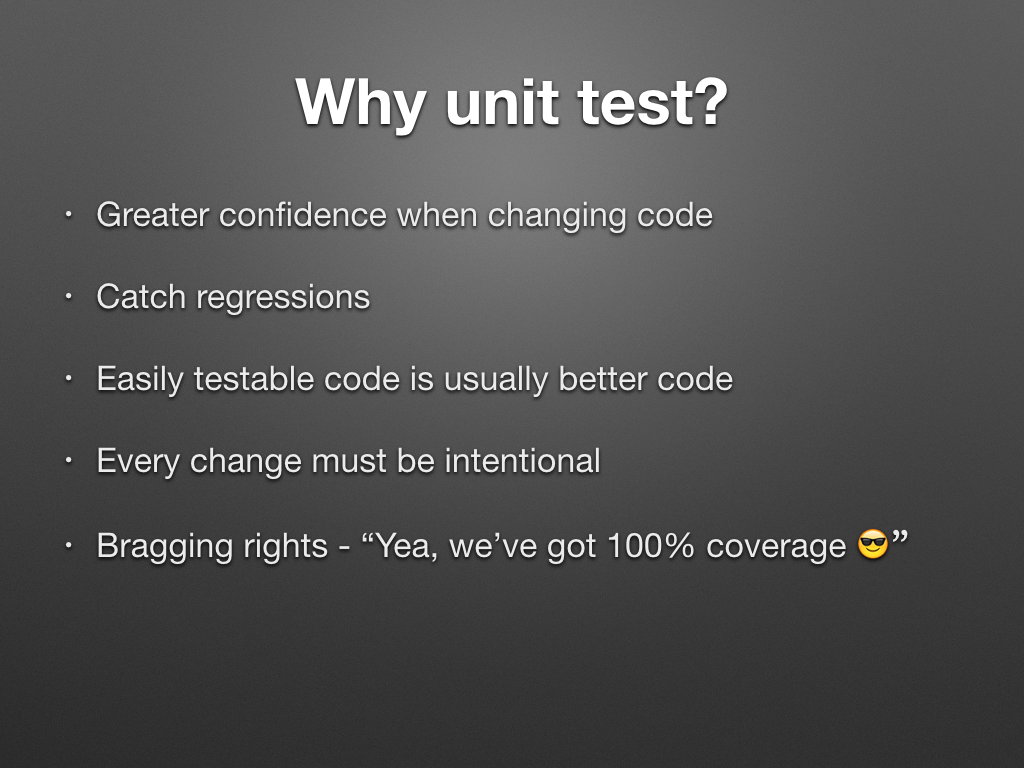 Why unit test?
• Greater confidence when changing code
• Catch regressions
• Easily testable code is usually better code
• Every change must be intentional
• Bragging rights - “Yea, we’ve got 100% coverage 😎”